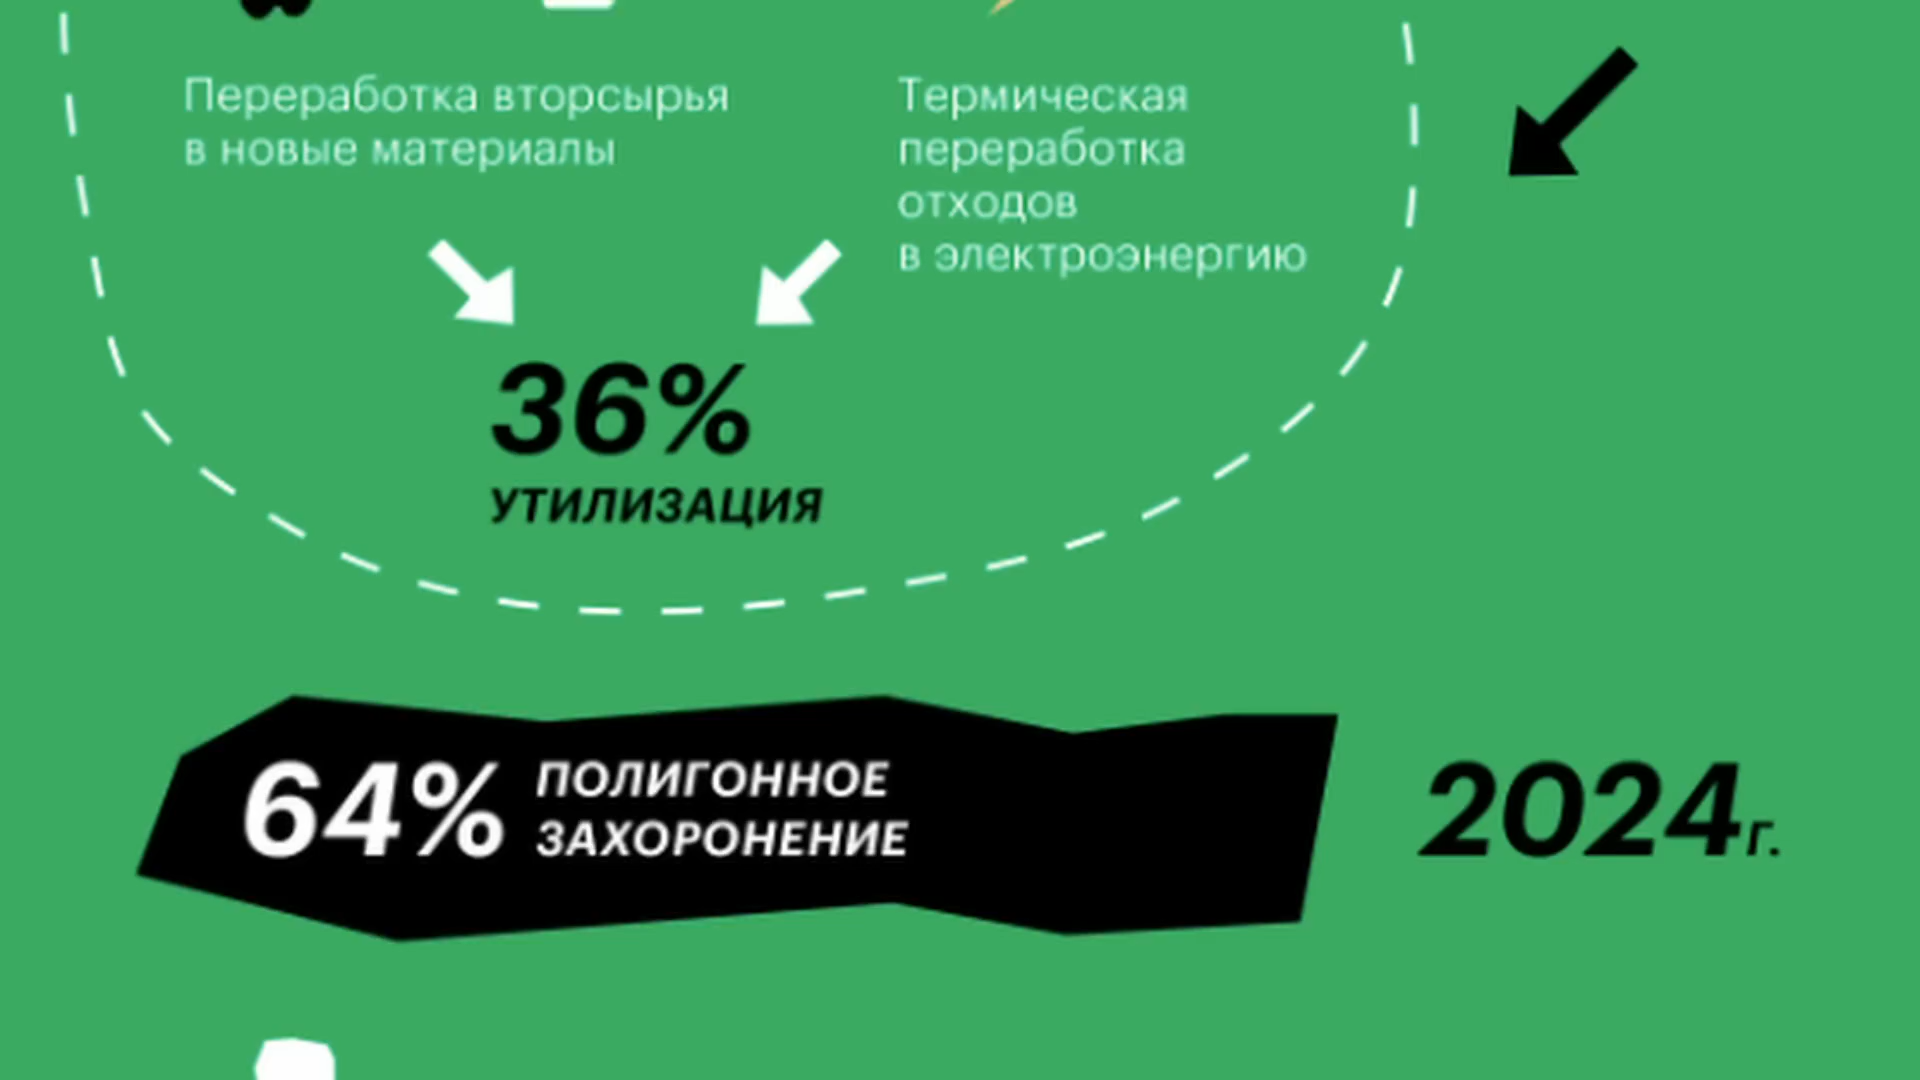 Переработка вторсырья
в новые материалы
Термическая
переработка
отходов
в электроэнергию
36%
УТИЛИЗАЦИЯ
64% ПОЛИГОННОЕ
ЗАХОРОНЕНИЕ
2024г.